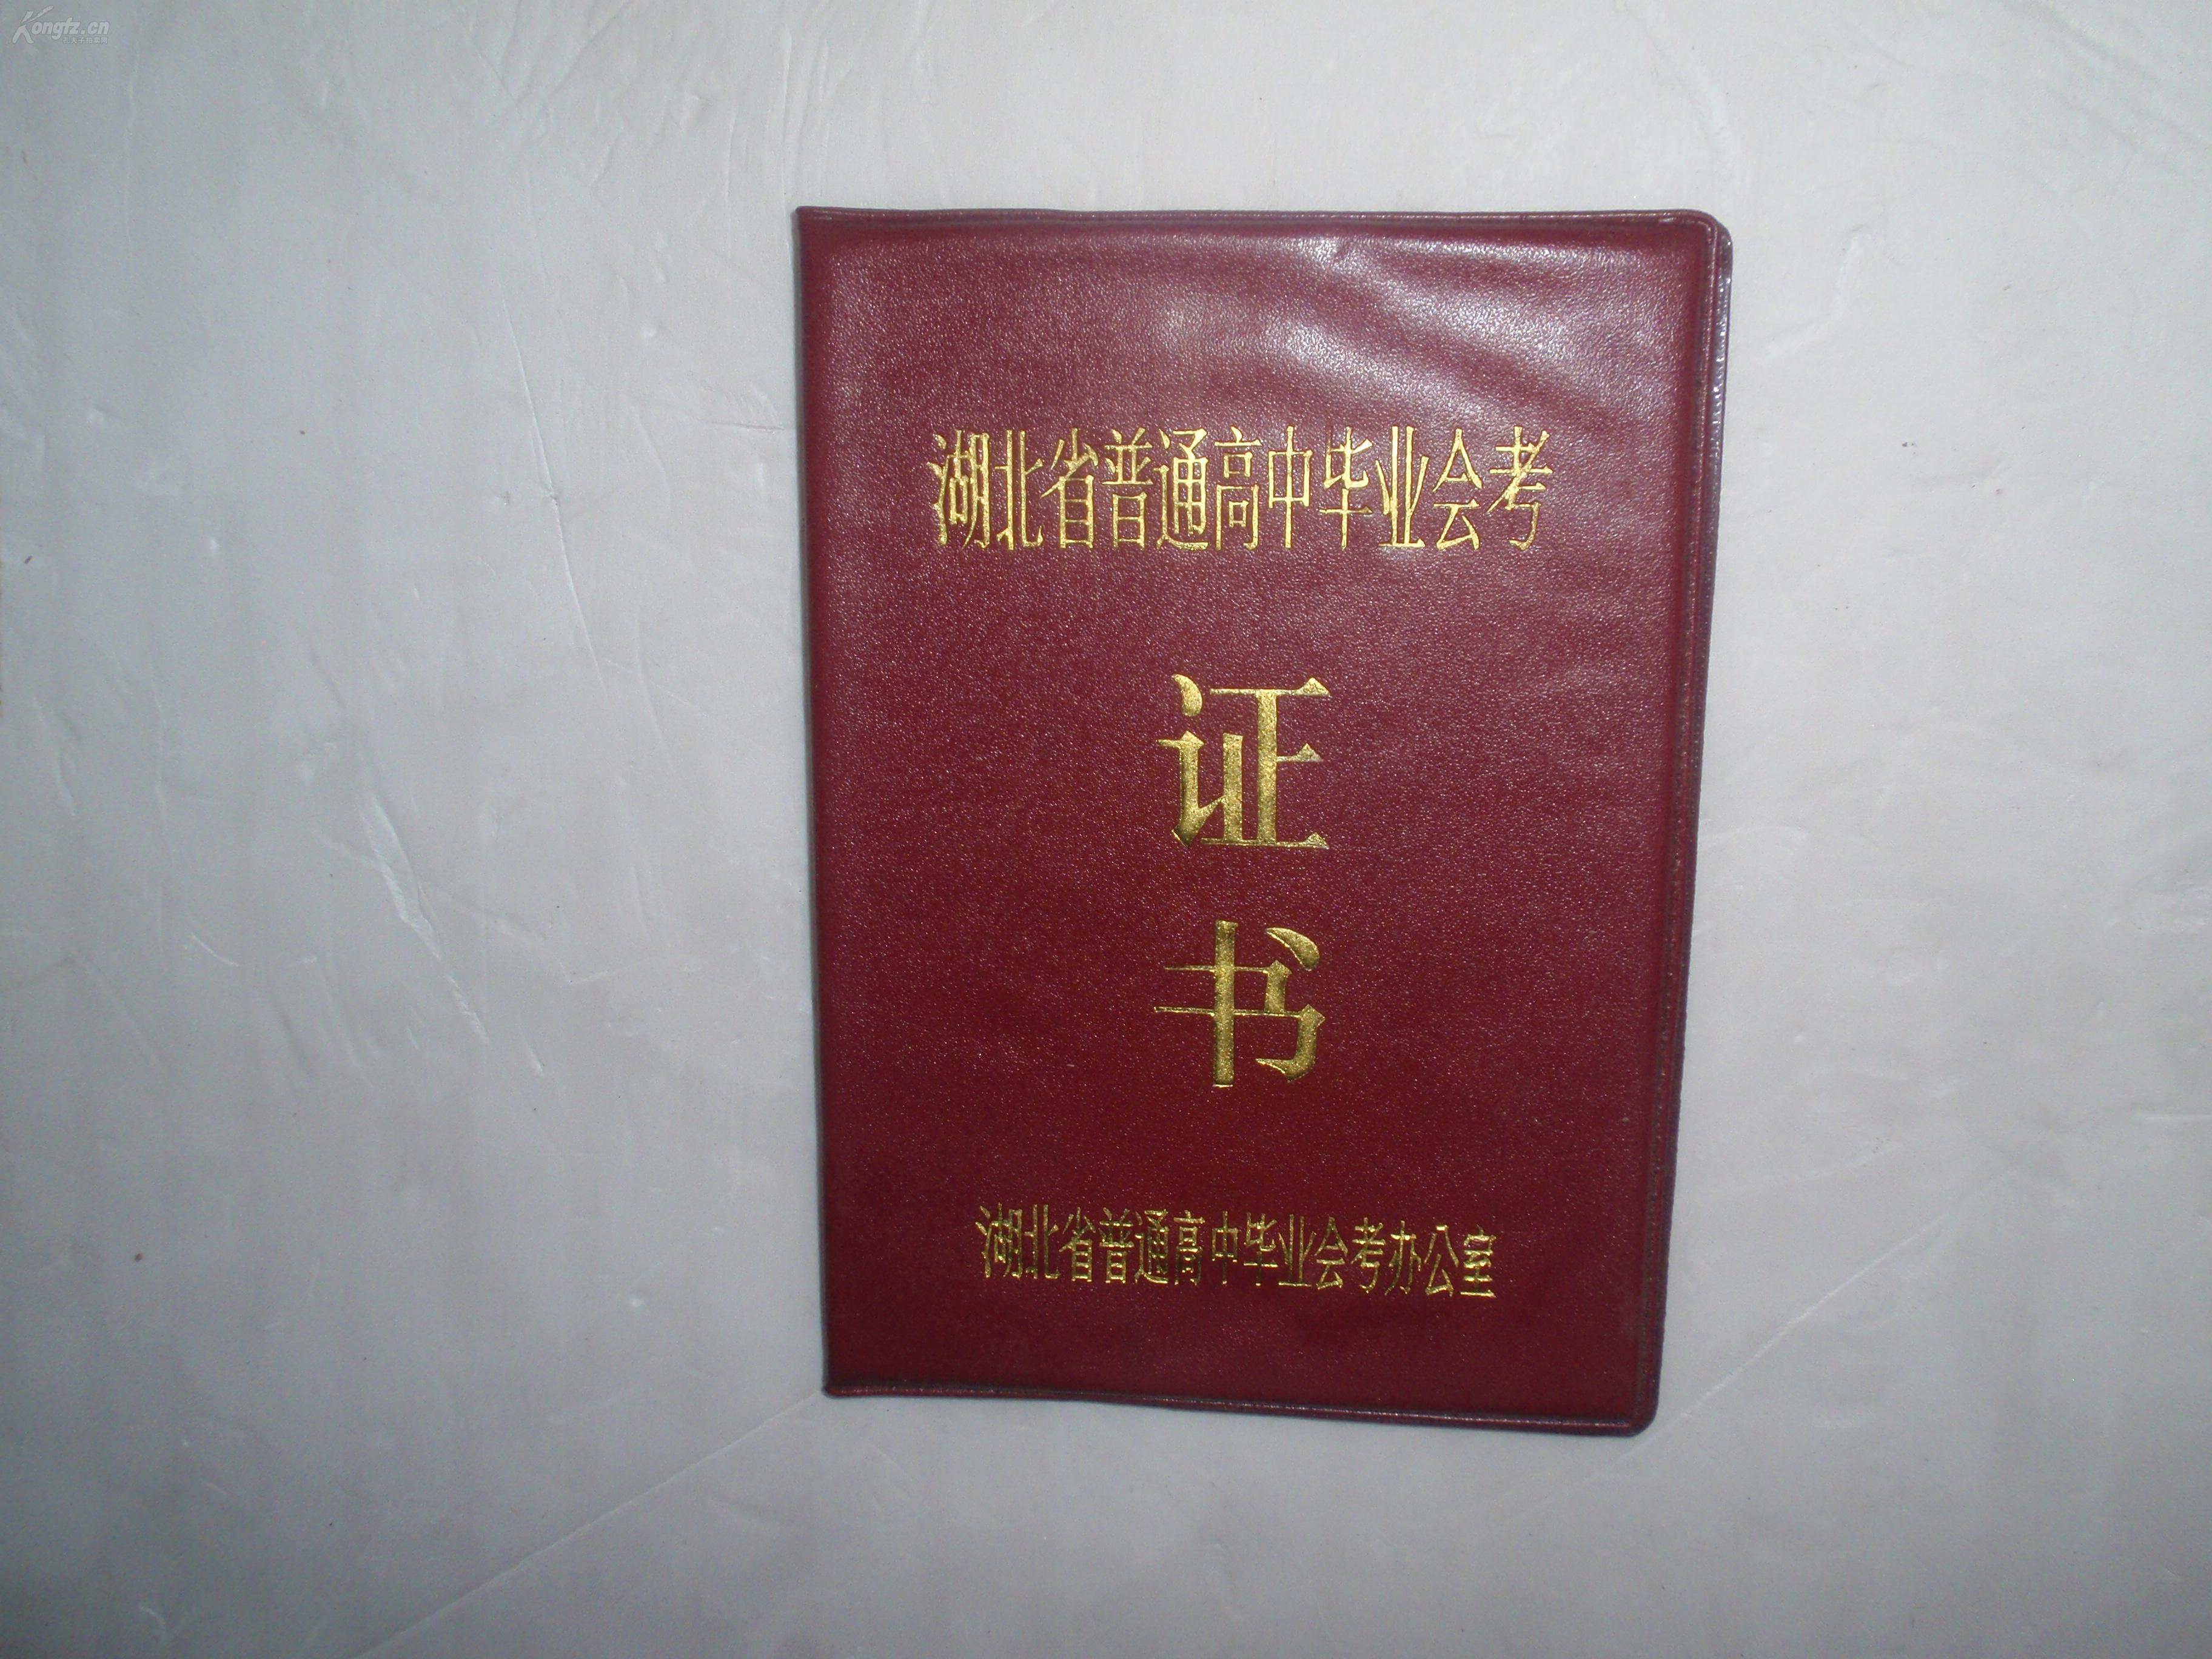 Kongfz.cn
湖北省普通高中毕业会考
证
书
湖北省普通高中毕业会考办公室